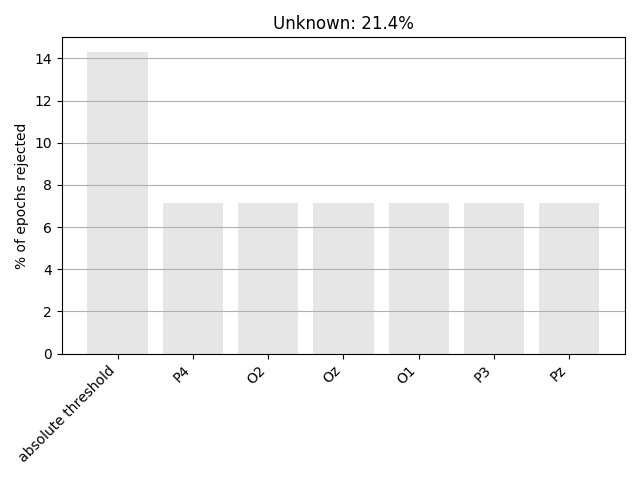 Unknown: 21.4%
% of epochs rejected
14
12
10
8
6
4
2
0
absolute threshold
P4
O2
Oz
O1
P3
Pz